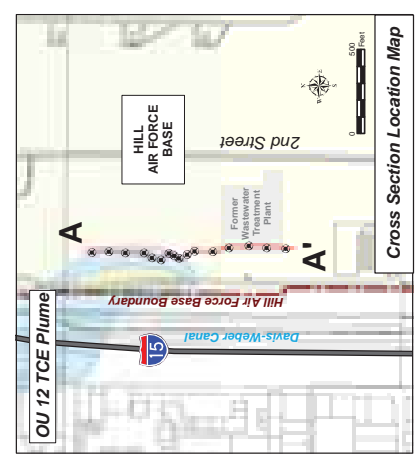 OU 12 TCE Plume
A
HILL
AIR FORCE
BASE
2nd Street
Former
Wastewater
Treatment
Plant
A'
Hill Air Force Base Boundary
Davis-Weber Canal
15
N
W
E
S
0
500
Feet
Cross Section Location Map